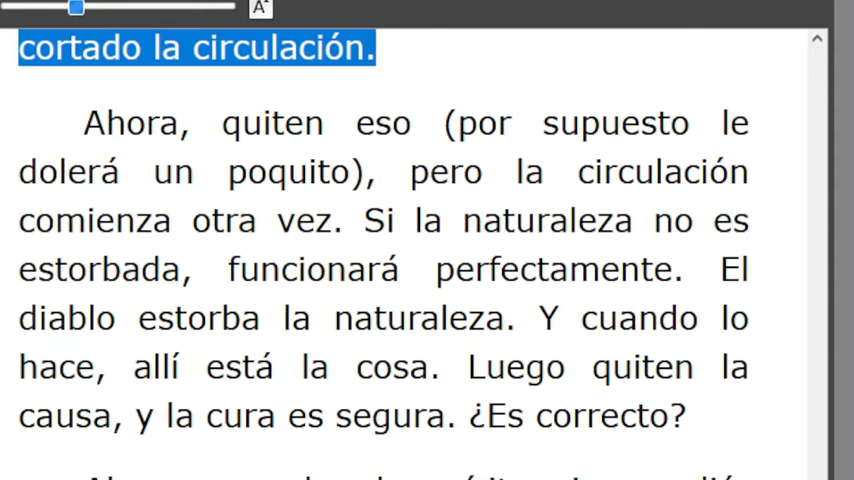 A
cortado la circulación.
Ahora, quiten eso (por supuesto le
dolerá un poquito), pero la circulación
comienza otra vez. Si la naturaleza no es
estorbada, funcionará perfectamente. El
diablo estorba la naturaleza. Y cuando lo
hace, allí está la cosa. Luego quiten la
causa, y la cura es segura. ¿Es correcto?